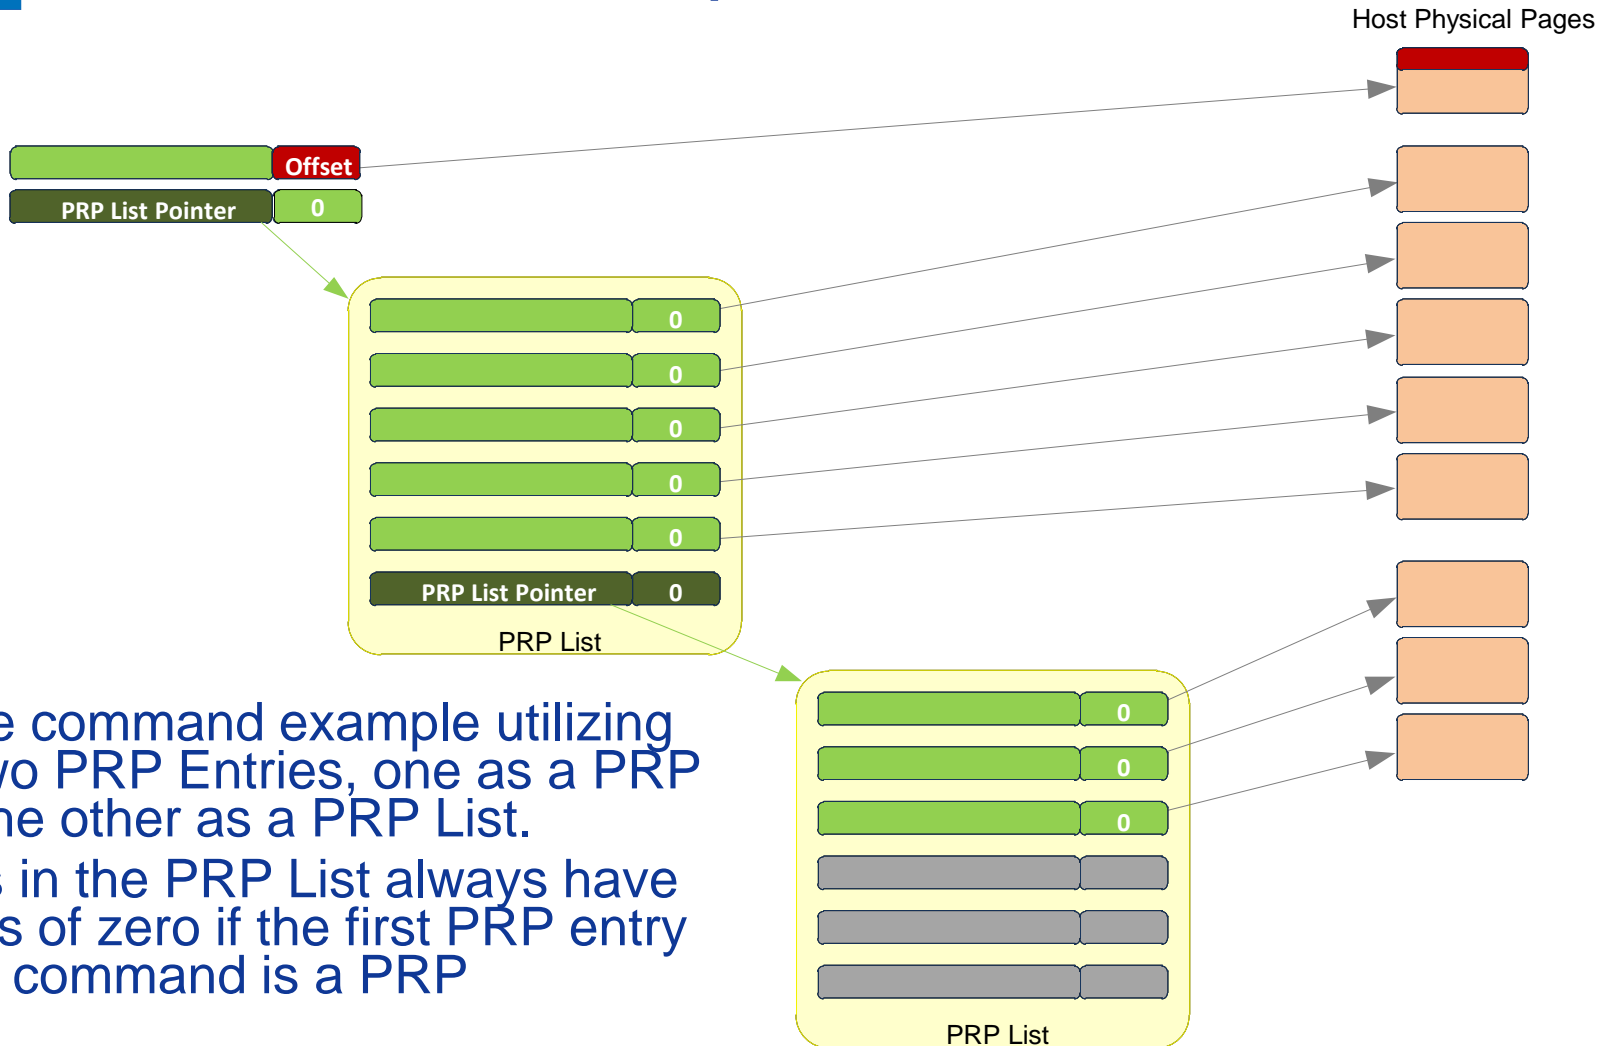 Host Physical Pages
Offset
PRP List Pointer 0
0
0
0
0
0
PRP List Pointer 0
PRP List
0
0
0
PRP List
e command example utilizing
wo PRP Entries, one as a PRP
ne other as a PRP List.
s in the PRP List always have
s of zero if the first PRP entry
command is a PRP